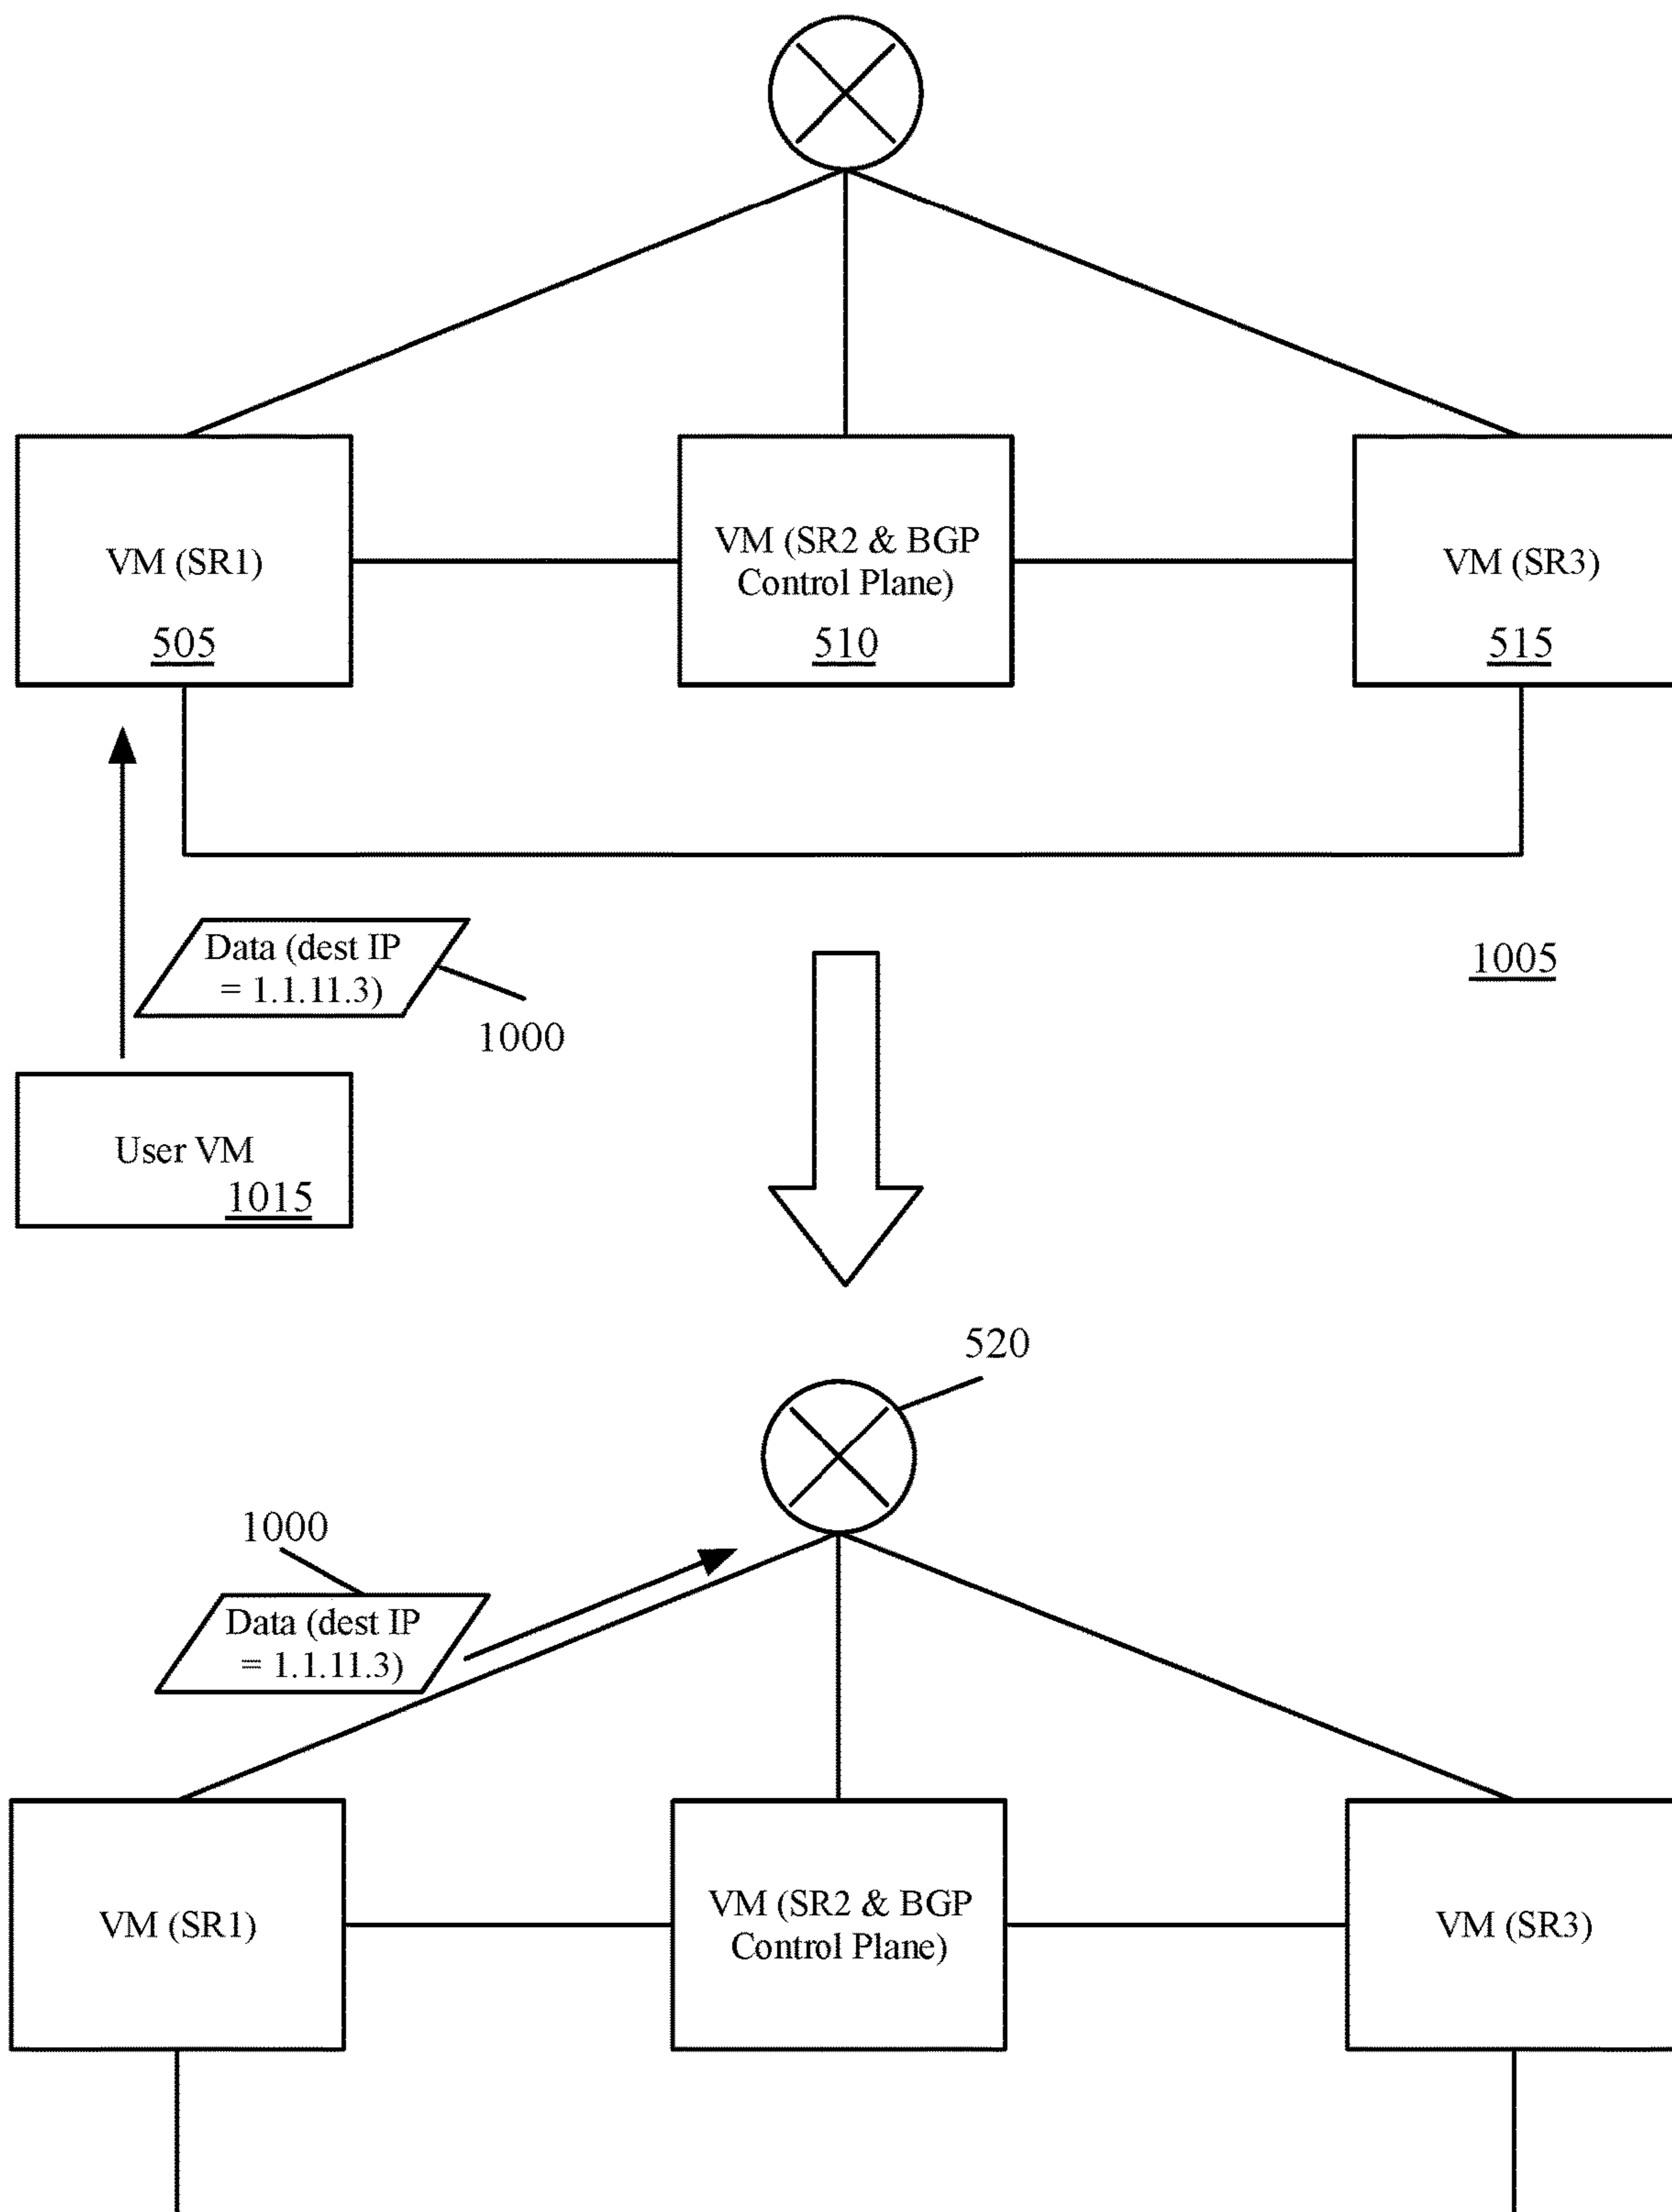 VM (SR1)
505
VM (SR2 & BGP
Control Plane)
510
VM (SR3)
515
Data (dest IP
= 1.1.11.3)
1000
1005
User VM
1015
520
1000
Data (dest IP
= 1.1.11.3)
VM (SR1)
VM (SR2 & BGP
Control Plane)
VM (SR3)